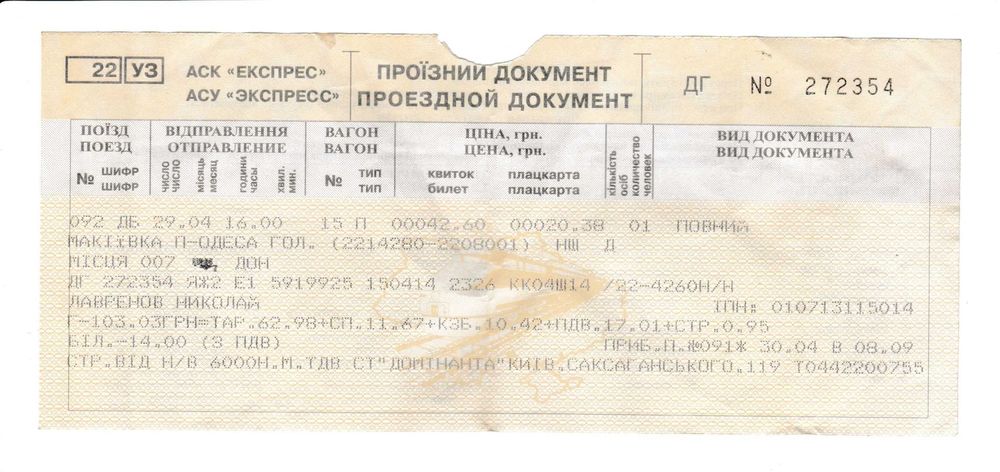 22 УЗ АСК «ЕКСПРЕС» ПРОЇЗНИЙ ДОКУМЕНТ ДГ № 272354
АСУ «ЭКСПРЕСС» ПРОЕЗДНОЙ ДОКУМЕНТ
ПОЇЗД ВІДПРАВЛЕННЯ ВАГОН ЦІНА, грн. кількість осіб ВИД ДОКУМЕНТА
ПОЕЗД ОТПРАВЛЕНИЕ ВАГОН ЦЕНА, грн. количество человек ВИД ДОКУМЕНТА
№ шифр число місяць години хвил. № тип квиток плацкарта
шифр число месяц часы мин. тип билет плацкарта
092 ДБ 29.04 16.00 15 П 00042.60 00020.38 01 ПОВНИЙ
МАКІЇВКА П-ОДЕСА ГОЛ. (2214280-2208001) НШ Д
МІСЦЯ 007 ДОН
ДГ 272354 ЯЖ2 Е1 5919925 150414 2326 КК04Ш14 /22-4260Н/Н
ЛАВРЕНОВ НИКОЛАЙ ІПН: 010713115014
Г-103.03ГРН=ТАР.62.98+СП.11.67+КЗБ.10.42+ПДВ.17.01+СТР.0.95
БІЛ.-14.00 (З ПДВ) ПРИБ.П.№091Ж 30.04 В 08.09
СТР.ВІД Н/В 6000Н.М.ТДВ СТ"ДОМІНАНТА"КИЇВ.САКСАГАНСЬКОГО.119 Т0442200755